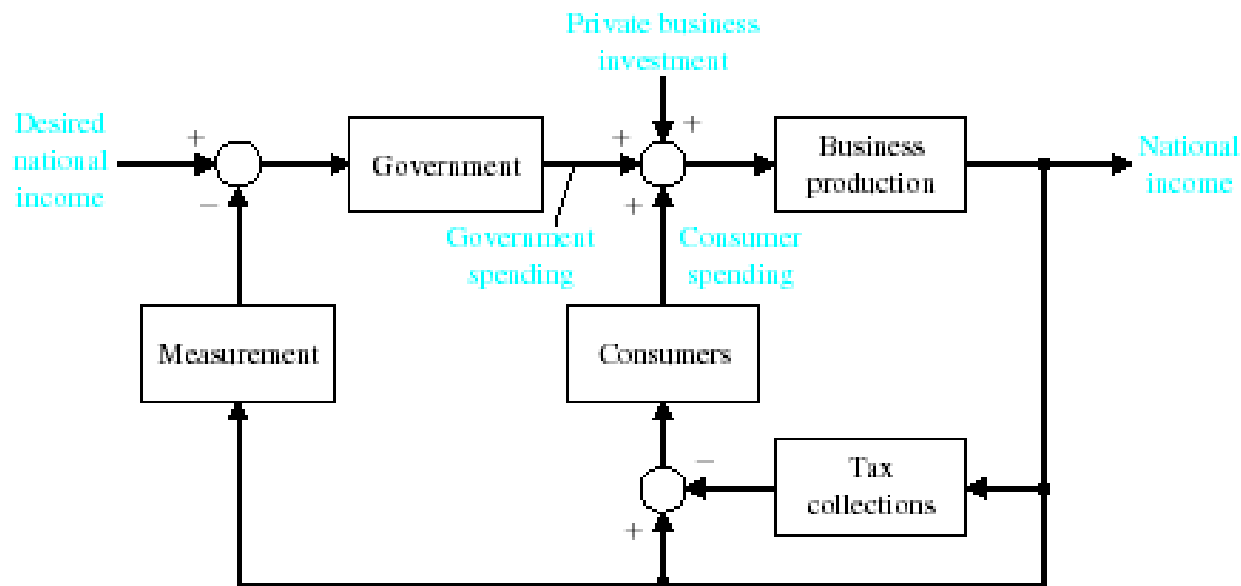 Private business
investment
Desired
national
income
+
−
Government
+
+
+
Business
production
National
income
Government
spending
Consumer
spending
Measurement
Consumers
−
+
Tax
collections